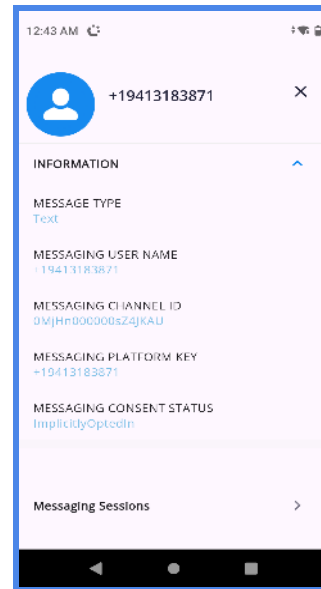 12:43 AM
+19413183871
INFORMATION
MESSAGE TYPE
Text
MESSAGING USER NAME
+19413183871
MESSAGING CHANNEL ID
0MjHn000000sZ4JKAU
MESSAGING PLATFORM KEY
+19413183871
MESSAGING CONSENT STATUS
ImplicitlyOptedIn
Messaging Sessions